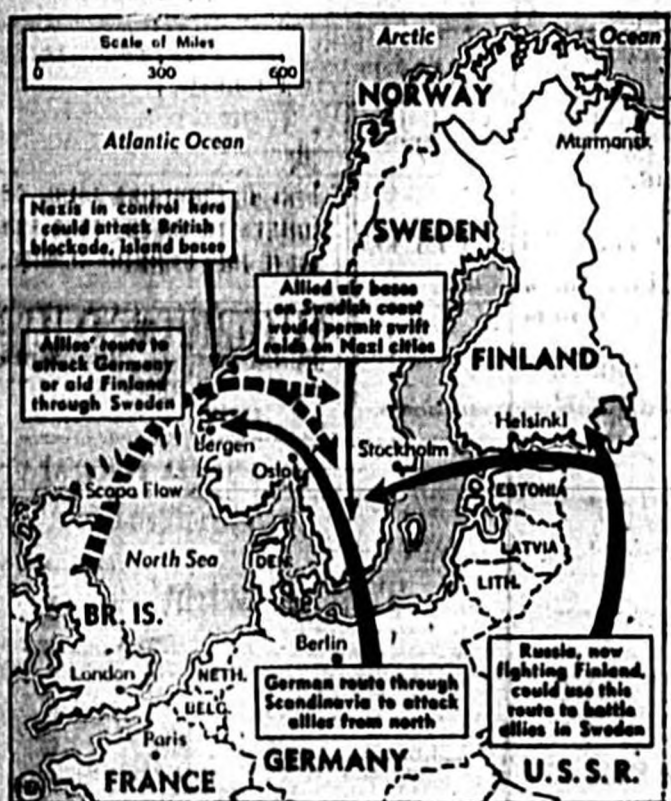 Scale of Miles
0 300 600
Arctic Ocean
NORWAY
Murmansk
Atlantic Ocean
Nazis in control here
could attack British
blockade, island bases
SWEDEN
Allied air bases
on Swedish coast
would permit swift
raids on Nazi cities
Allies' route to
attack Germany
or aid Finland
through Sweden
FINLAND
Helsinki
Bergen
Oslo
Stockholm
Scapa Flow
ESTONIA
LATVIA
LITH.
North Sea
DEN.
BR. IS.
London
Berlin
NETH.
BELG.
German route through
Scandinavia to attack
allies from north
Russia, now
fighting Finland,
could use this
route to battle
allies in Sweden
Paris
GERMANY
FRANCE
U.S.S.R.